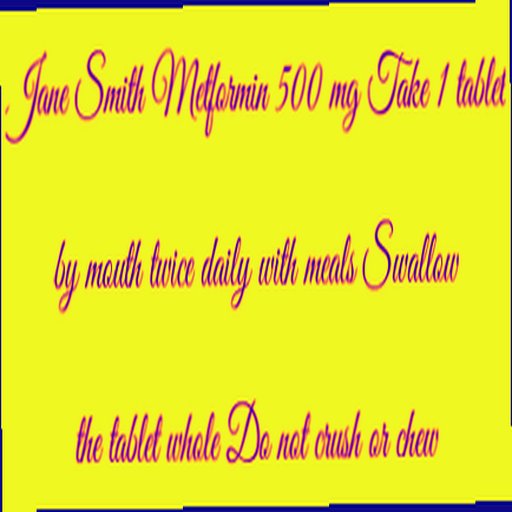 Jane Smith Metformin 500 mg Take 1 tablet
by mouth twice daily with meals Swallow
the tablet whole Do not crush or chew